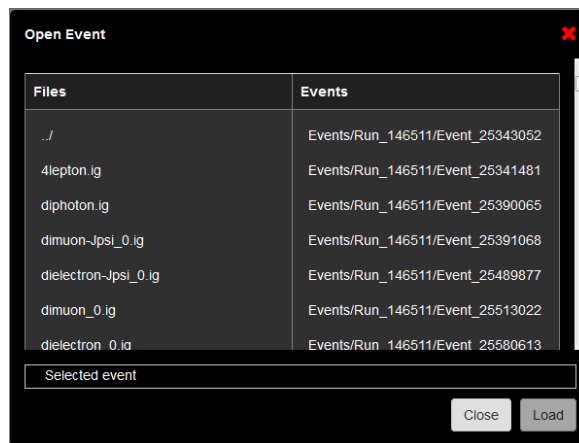 Open Event
Files Events
../ Events/Run_146511/Event_25343052
4lepton.ig Events/Run_146511/Event_25341481
diphoton.ig Events/Run_146511/Event_25390065
dimuon-Jpsi_0.ig Events/Run_146511/Event_25391068
dielectron-Jpsi_0.ig Events/Run_146511/Event_25489877
dimuon_0.ig Events/Run_146511/Event_25513022
dielectron_0.ig Events/Run_146511/Event_25580613
Selected event
Close Load